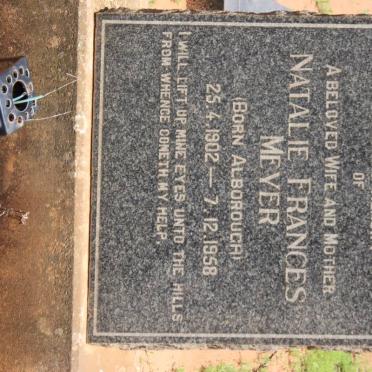 OF
A BELOVED WIFE AND MOTHER
NATALIE FRANCES
MEYER
(BORN ALBOROUGH)
25. 4. 1902 — 7. 12. 1958
I WILL LIFT UP MINE EYES UNTO THE HILLS
FROM WHENCE COMETH MY HELP.